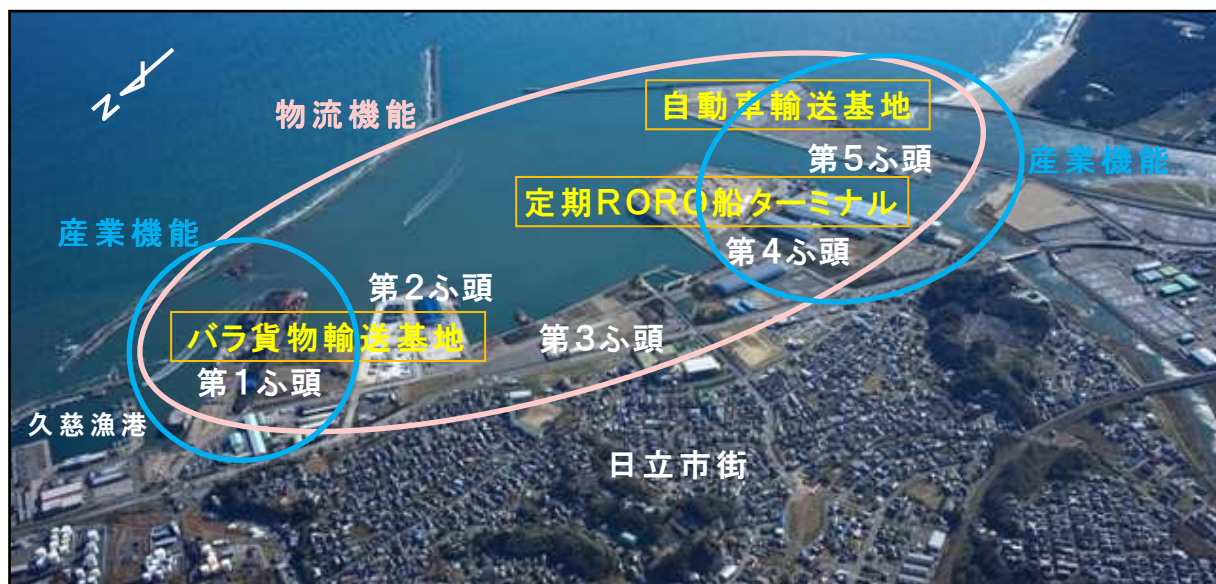 N
物流機能
自動車輸送基地
第5ふ頭
産業機能
定期RORO船ターミナル
産業機能
第4ふ頭
第2ふ頭
バラ貨物輸送基地
第3ふ頭
第1ふ頭
久慈漁港
日立市街